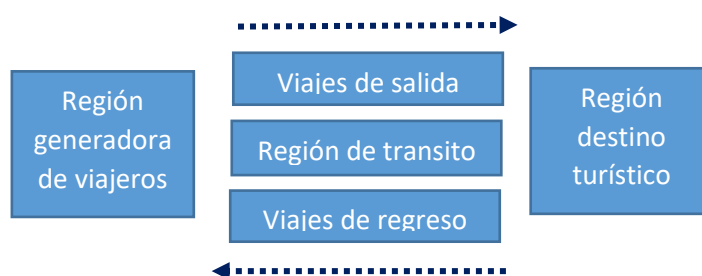 Región
generadora
de viajeros
Viajes de salida
Región de transito
Viajes de regreso
Región
destino
turístico